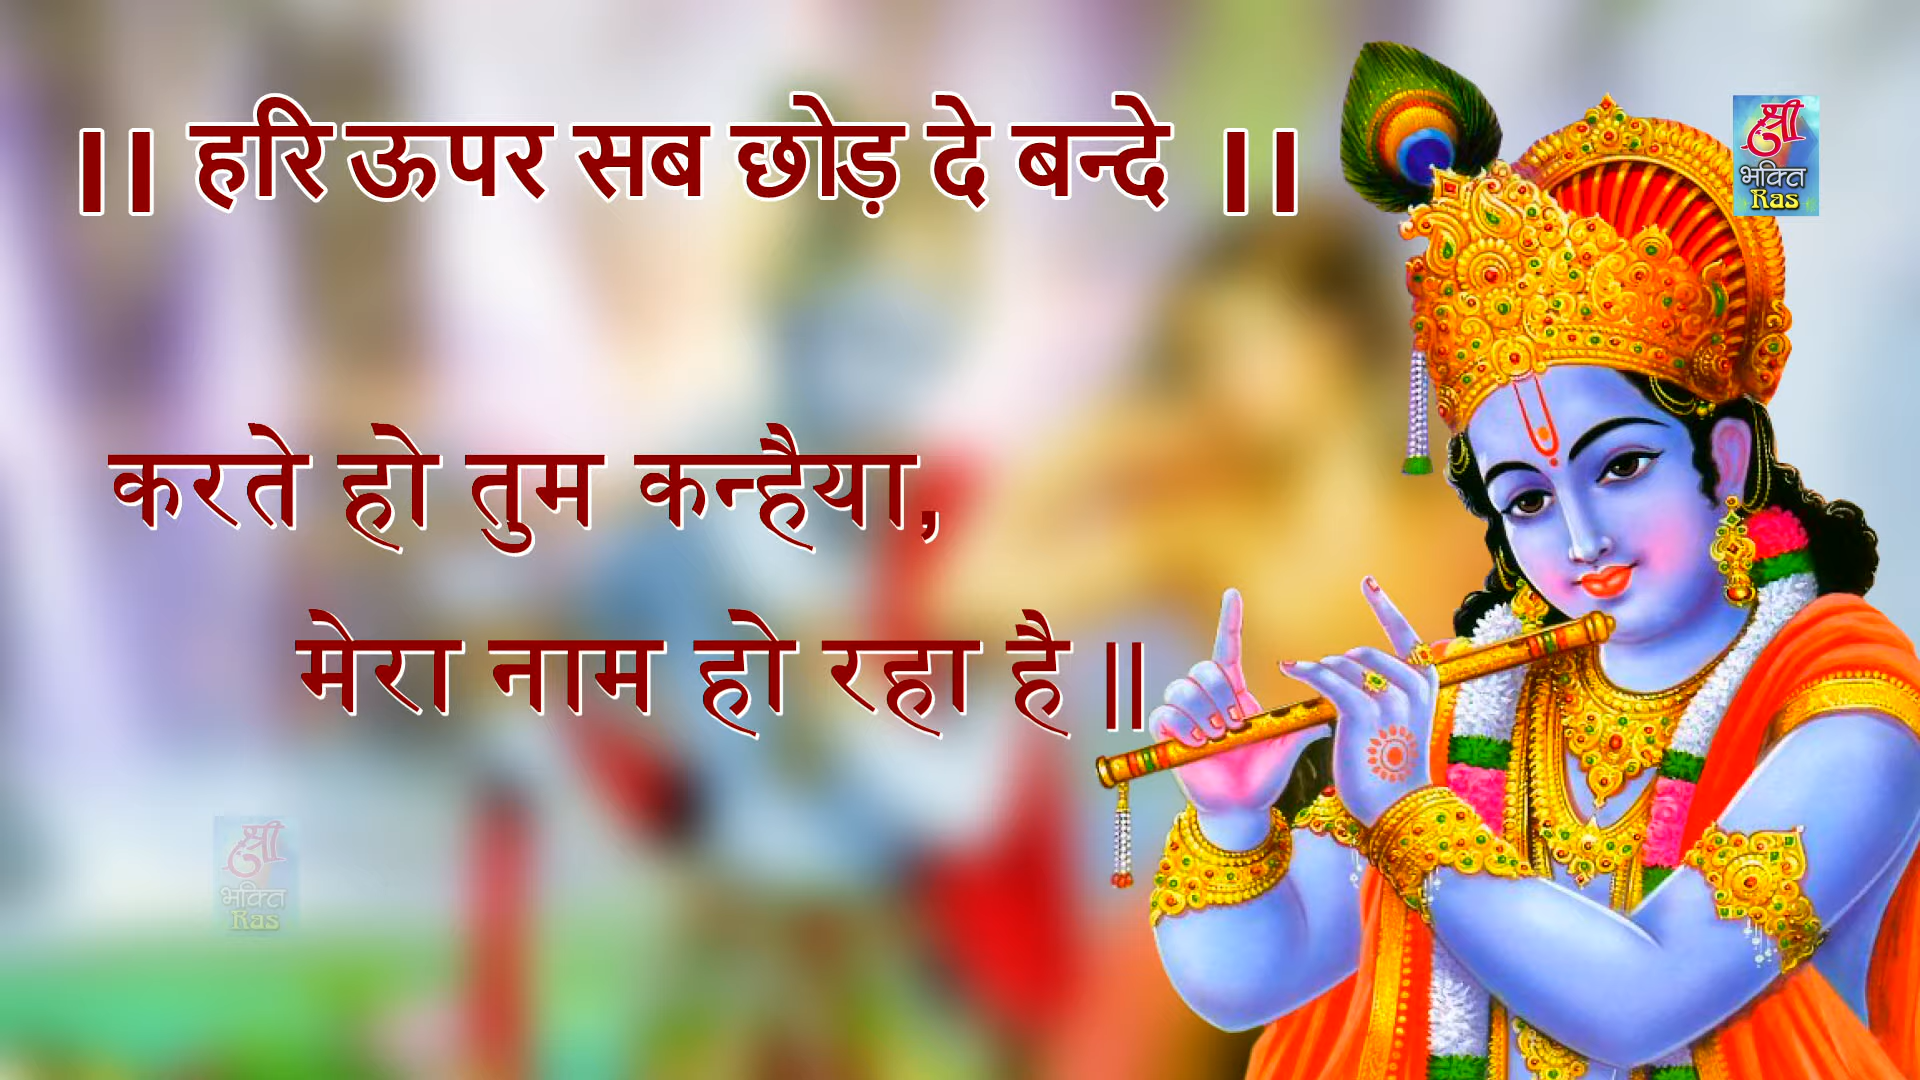 ।। हरि ऊपर सब छोड़ दे बन्दे ।।
श्री
भक्ति
Ras
करते हो तुम कन्हैया,
मेरा नाम हो रहा है ||
श्री
भक्ति
Ras